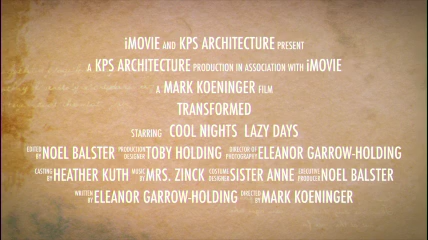 iMOVIE AND KPS ARCHITECTURE PRESENT
A KPS ARCHITECTURE PRODUCTION IN ASSOCIATION WITH iMOVIE
A MARK KOENINGER FILM
TRANSFORMED
STARRING COOL NIGHTS LAZY DAYS
EDITED BY NOEL BALSTER PRODUCTION DESIGNER TOBY HOLDING DIRECTOR OF PHOTOGRAPHY ELEANOR GARROW-HOLDING
CASTING BY HEATHER KUTH MUSIC BY MRS. ZINCK COSTUME DESIGNER SISTER ANNE EXECUTIVE PRODUCER NOEL BALSTER
WRITTEN BY ELEANOR GARROW-HOLDING DIRECTED BY MARK KOENINGER